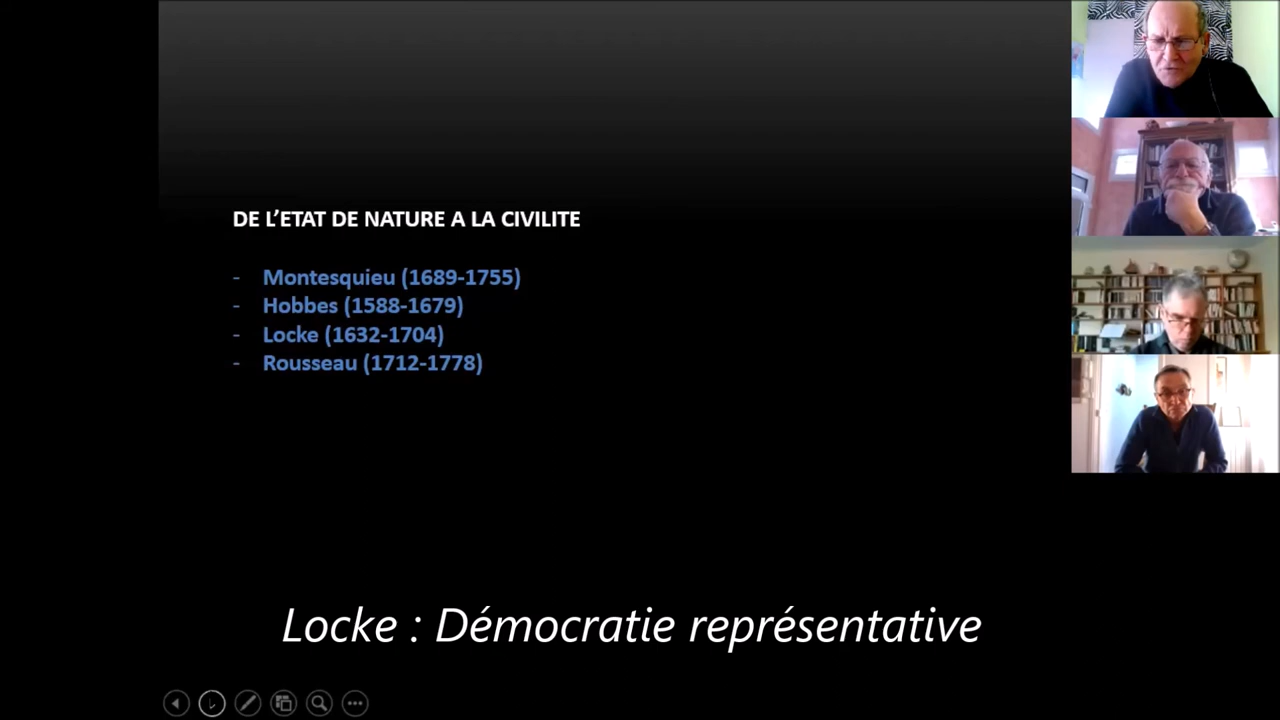 DE L’ETAT DE NATURE A LA CIVILITE
- Montesquieu (1689-1755)
- Hobbes (1588-1679)
- Locke (1632-1704)
- Rousseau (1712-1778)
Locke : Démocratie représentative